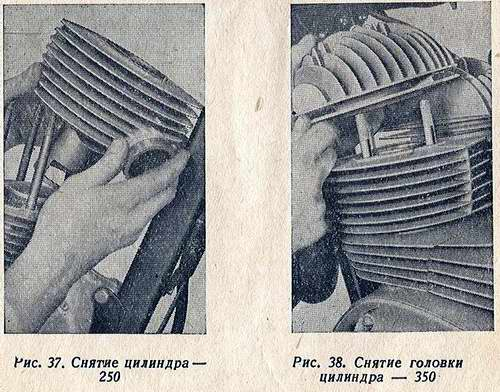 Рис. 37. Снятие цилиндра —
250
Рис. 38. Снятие головки
цилиндра — 350